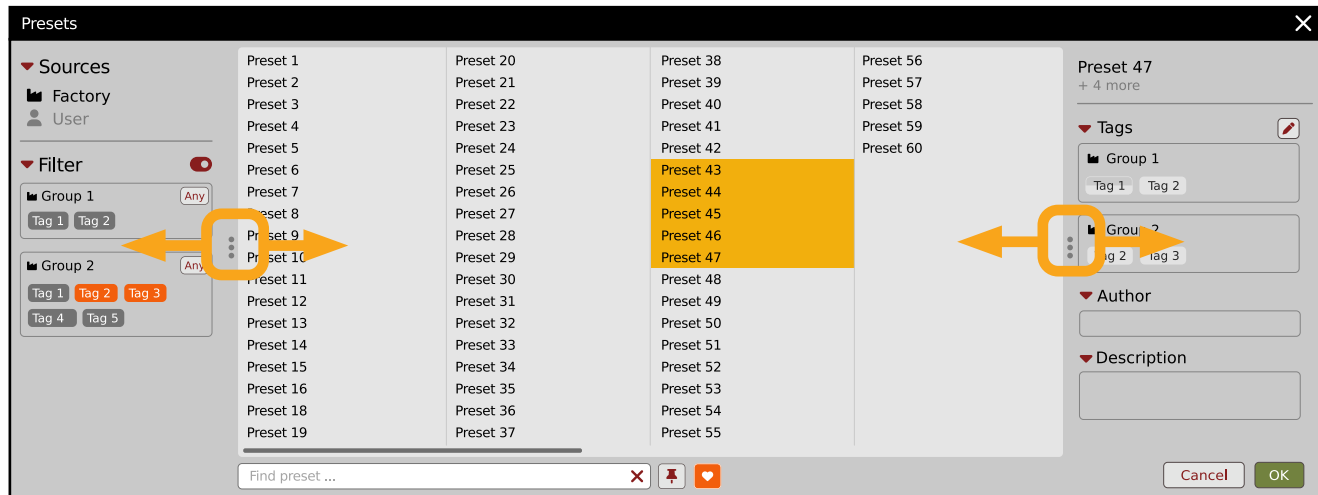 Presets
Sources
Factory
User
Filter
Group 1
Any
Tag 1 Tag 2
Group 2
Any
Tag 1 Tag 2 Tag 3
Tag 4 Tag 5
Preset 1
Preset 2
Preset 3
Preset 4
Preset 5
Preset 6
Preset 7
Preset 8
Preset 9
Preset 10
Preset 11
Preset 12
Preset 13
Preset 14
Preset 15
Preset 16
Preset 18
Preset 19
Preset 20
Preset 21
Preset 22
Preset 23
Preset 24
Preset 25
Preset 26
Preset 27
Preset 28
Preset 29
Preset 30
Preset 31
Preset 32
Preset 33
Preset 34
Preset 35
Preset 36
Preset 37
Preset 38
Preset 39
Preset 40
Preset 41
Preset 42
Preset 43
Preset 44
Preset 45
Preset 46
Preset 47
Preset 48
Preset 49
Preset 50
Preset 51
Preset 52
Preset 53
Preset 54
Preset 55
Preset 56
Preset 57
Preset 58
Preset 59
Preset 60
Find preset ...
Preset 47
+ 4 more
Tags
Group 1
Tag 1 Tag 2
Group 2
Tag 2 Tag 3
Author
Description
Cancel
OK